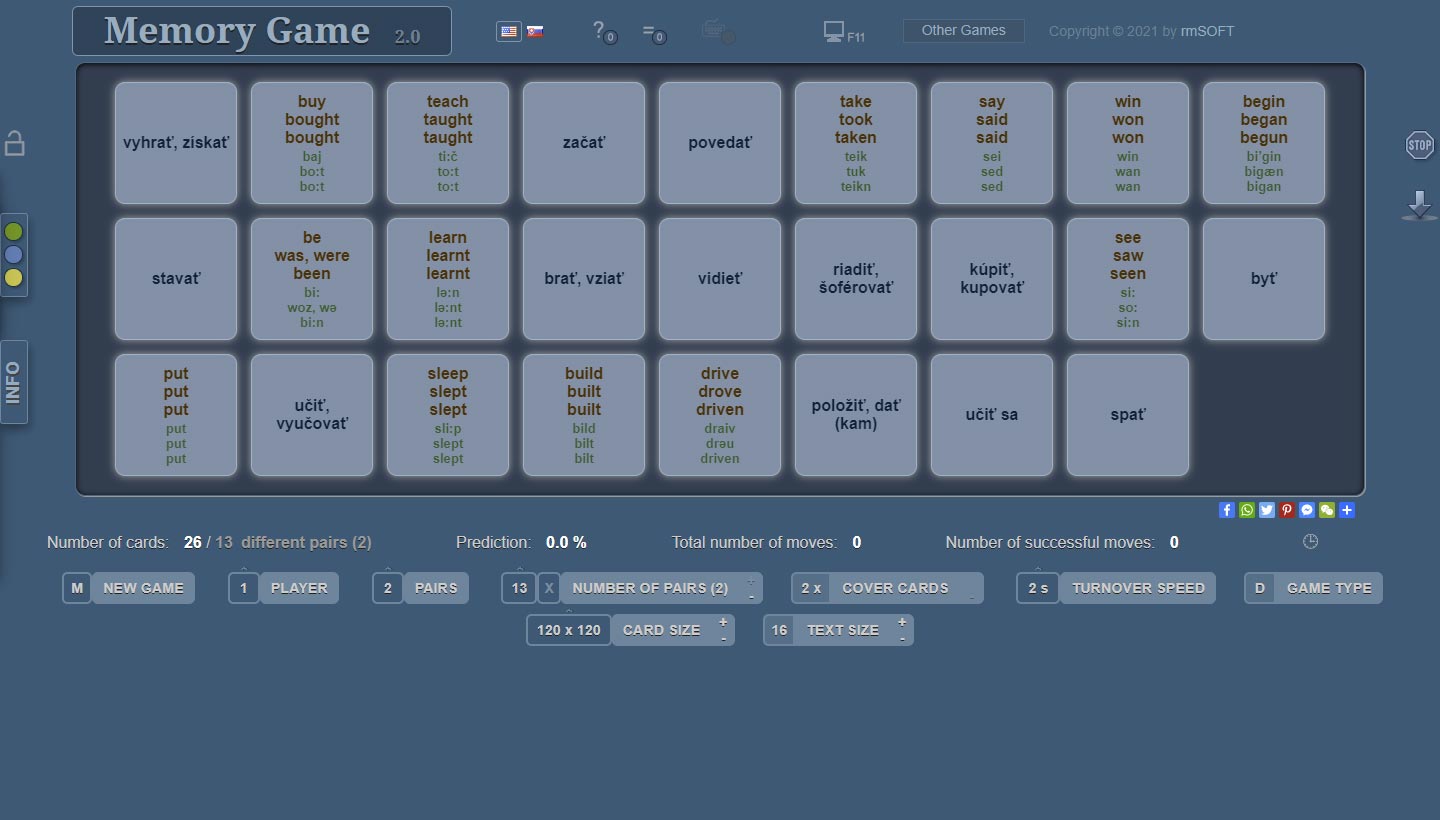 Memory Game 2.0
? 0
= 0
F11
Other Games
Copyright © 2021 by rmSOFT
vyhrať, získať
buy
bought
bought
baj
bo:t
bo:t
teach
taught
taught
ti:č
to:t
to:t
začať
povedať
take
took
taken
teik
tuk
teikn
say
said
said
sei
sed
sed
win
won
won
win
wan
wan
begin
began
begun
bi'gin
bigæn
bigan
STOP
stavať
be
was, were
been
bi:
woz, wə
bi:n
learn
learnt
learnt
lə:n
lə:nt
lə:nt
brať, vziať
vidieť
riadiť,
šoférovať
kúpiť,
kupovať
see
saw
seen
si:
so:
si:n
byť
INFO
put
put
put
put
put
put
učiť,
vyučovať
sleep
slept
slept
sli:p
slept
slept
build
built
built
bild
bilt
bilt
drive
drove
driven
draiv
drəu
driven
položiť, dať
(kam)
učiť sa
spať
Number of cards: 26 / 13 different pairs (2)
Prediction: 0.0 %
Total number of moves: 0
Number of successful moves: 0
M NEW GAME
1 PLAYER
2 PAIRS
13 X NUMBER OF PAIRS (2) + -
2 x COVER CARDS -
2 s TURNOVER SPEED
D GAME TYPE
120 x 120 CARD SIZE + -
16 TEXT SIZE + -